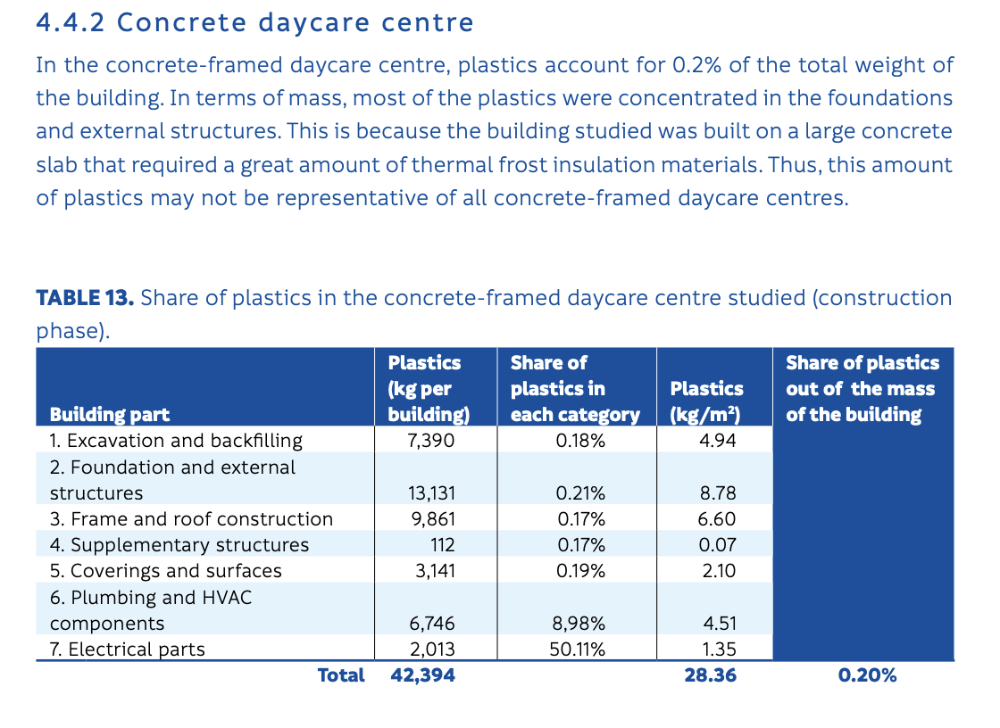 4.4.2 Concrete daycare centre
In the concrete-framed daycare centre, plastics account for 0.2% of the total weight of
the building. In terms of mass, most of the plastics were concentrated in the foundations
and external structures. This is because the building studied was built on a large concrete
slab that required a great amount of thermal frost insulation materials. Thus, this amount
of plastics may not be representative of all concrete-framed daycare centres.
TABLE 13. Share of plastics in the concrete-framed daycare centre studied (construction
phase).
Building part
Plastics
(kg per
building)
Share of
plastics in
each category
Plastics
(kg/m²)
Share of plastics
out of the mass
of the building
1. Excavation and backfilling 7,390 0.18% 4.94
2. Foundation and external
structures 13,131 0.21% 8.78
3. Frame and roof construction 9,861 0.17% 6.60
4. Supplementary structures 112 0.17% 0.07
5. Coverings and surfaces 3,141 0.19% 2.10
6. Plumbing and HVAC
components 6,746 8,98% 4.51
7. Electrical parts 2,013 50.11% 1.35
Total 42,394 28.36 0.20%